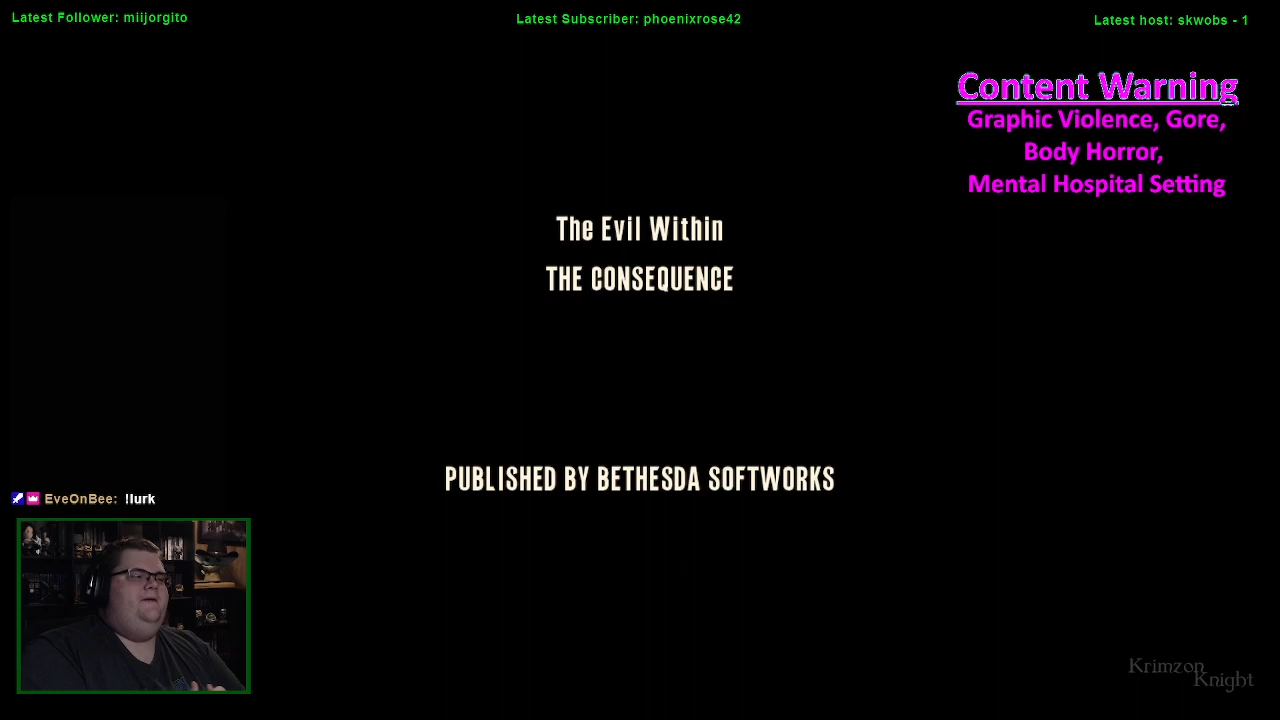 Latest Follower: miijorgito
Latest Subscriber: phoenixrose42
Latest host: skwobs - 1
Content Warning
Graphic Violence, Gore,
Body Horror,
Mental Hospital Setting
The Evil Within
THE CONSEQUENCE
PUBLISHED BY BETHESDA SOFTWORKS
EveOnBee: !lurk
Krimzon
Knight